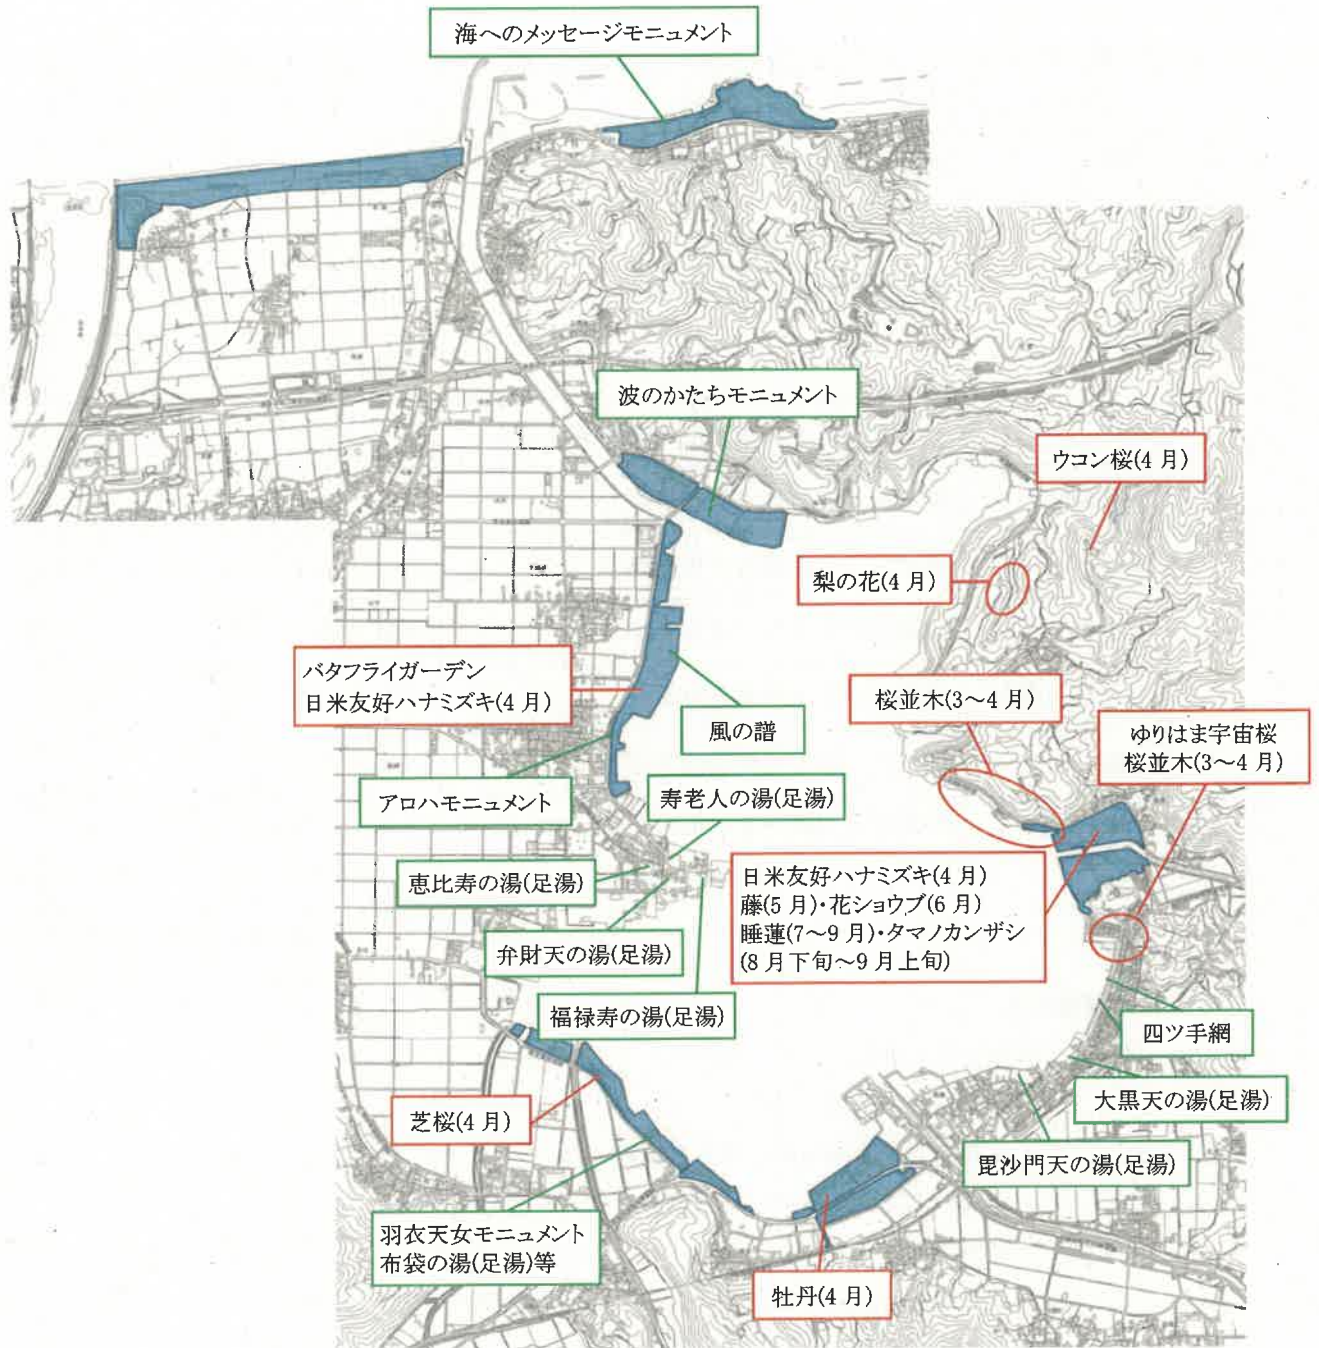 海へのメッセージモニュメント
波のかたちモニュメント
ウコン桜(4月)
梨の花(4月)
バタフライガーデン
日米友好ハナミズキ(4月)
桜並木(3~4月)
風の譜
ゆりはま宇宙桜
桜並木(3~4月)
アロハモニュメント
寿老人の湯(足湯)
恵比寿の湯(足湯)
日米友好ハナミズキ(4月)
藤(5月)・花ショウブ(6月)
睡蓮(7~9月)・タマノカンザシ
(8月下旬~9月上旬)
弁財天の湯(足湯)
福禄寿の湯(足湯)
四ツ手網
大黒天の湯(足湯)
芝桜(4月)
毘沙門天の湯(足湯)
羽衣天女モニュメント
布袋の湯(足湯)等
牡丹(4月)